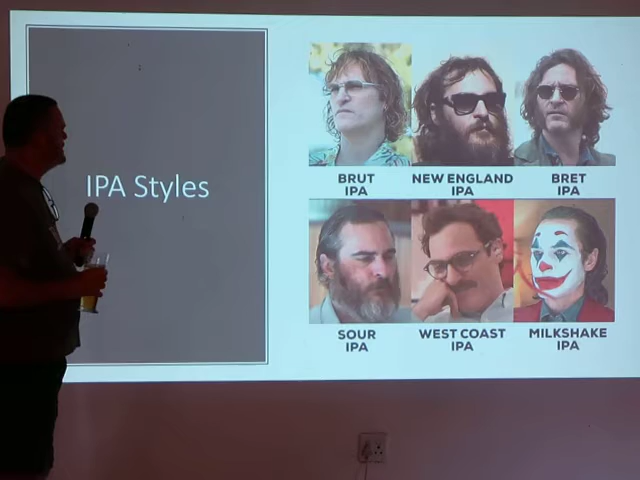 IPA Styles
BRUT
IPA
NEW ENGLAND
IPA
BRET
IPA
SOUR
IPA
WEST COAST
IPA
MILKSHAKE
IPA